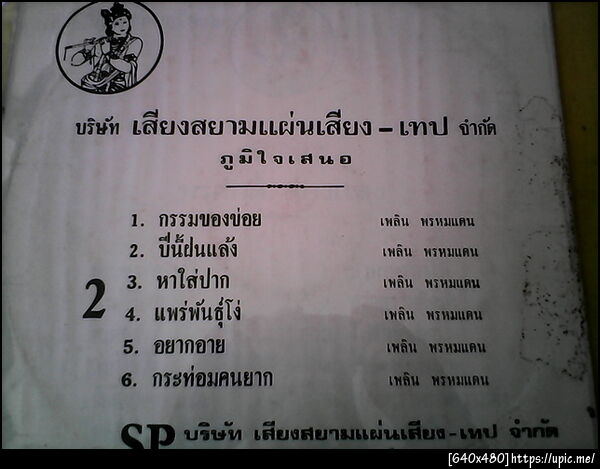 บริษัท เสียงสยามแผ่นเสียง - เทป จำกัด
ภูมิใจเสนอ
1. กรรมของข่อย เพลิน พรหมแดน
2. ปีนี้ฝนแล้ง เพลิน พรหมแดน
3. หาใส่ปาก เพลิน พรหมแดน
2
4. แพร่พันธุ์โง่ เพลิน พรหมแดน
5. อยากอาย เพลิน พรหมแดน
6. กระท่อมคนยาก เพลิน พรหมแดน
SP บริษัท เสียงสยามแผ่นเสียง-เทป จำกัด
[640x480]https://upic.me/